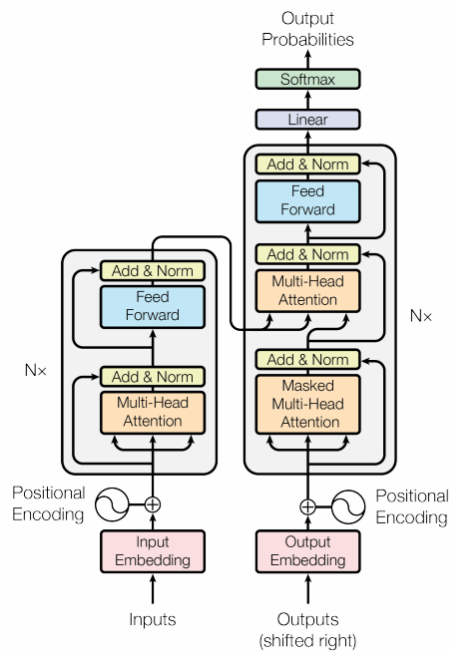 Output
Probabilities
Softmax
Linear
Add & Norm
Feed
Forward
Add & Norm
Multi-Head
Attention
N×
Add & Norm
Masked
Multi-Head
Attention
Add & Norm
Feed
Forward
N×
Add & Norm
Multi-Head
Attention
Positional
Encoding
Positional
Encoding
Input
Embedding
Output
Embedding
Inputs
Outputs
(shifted right)